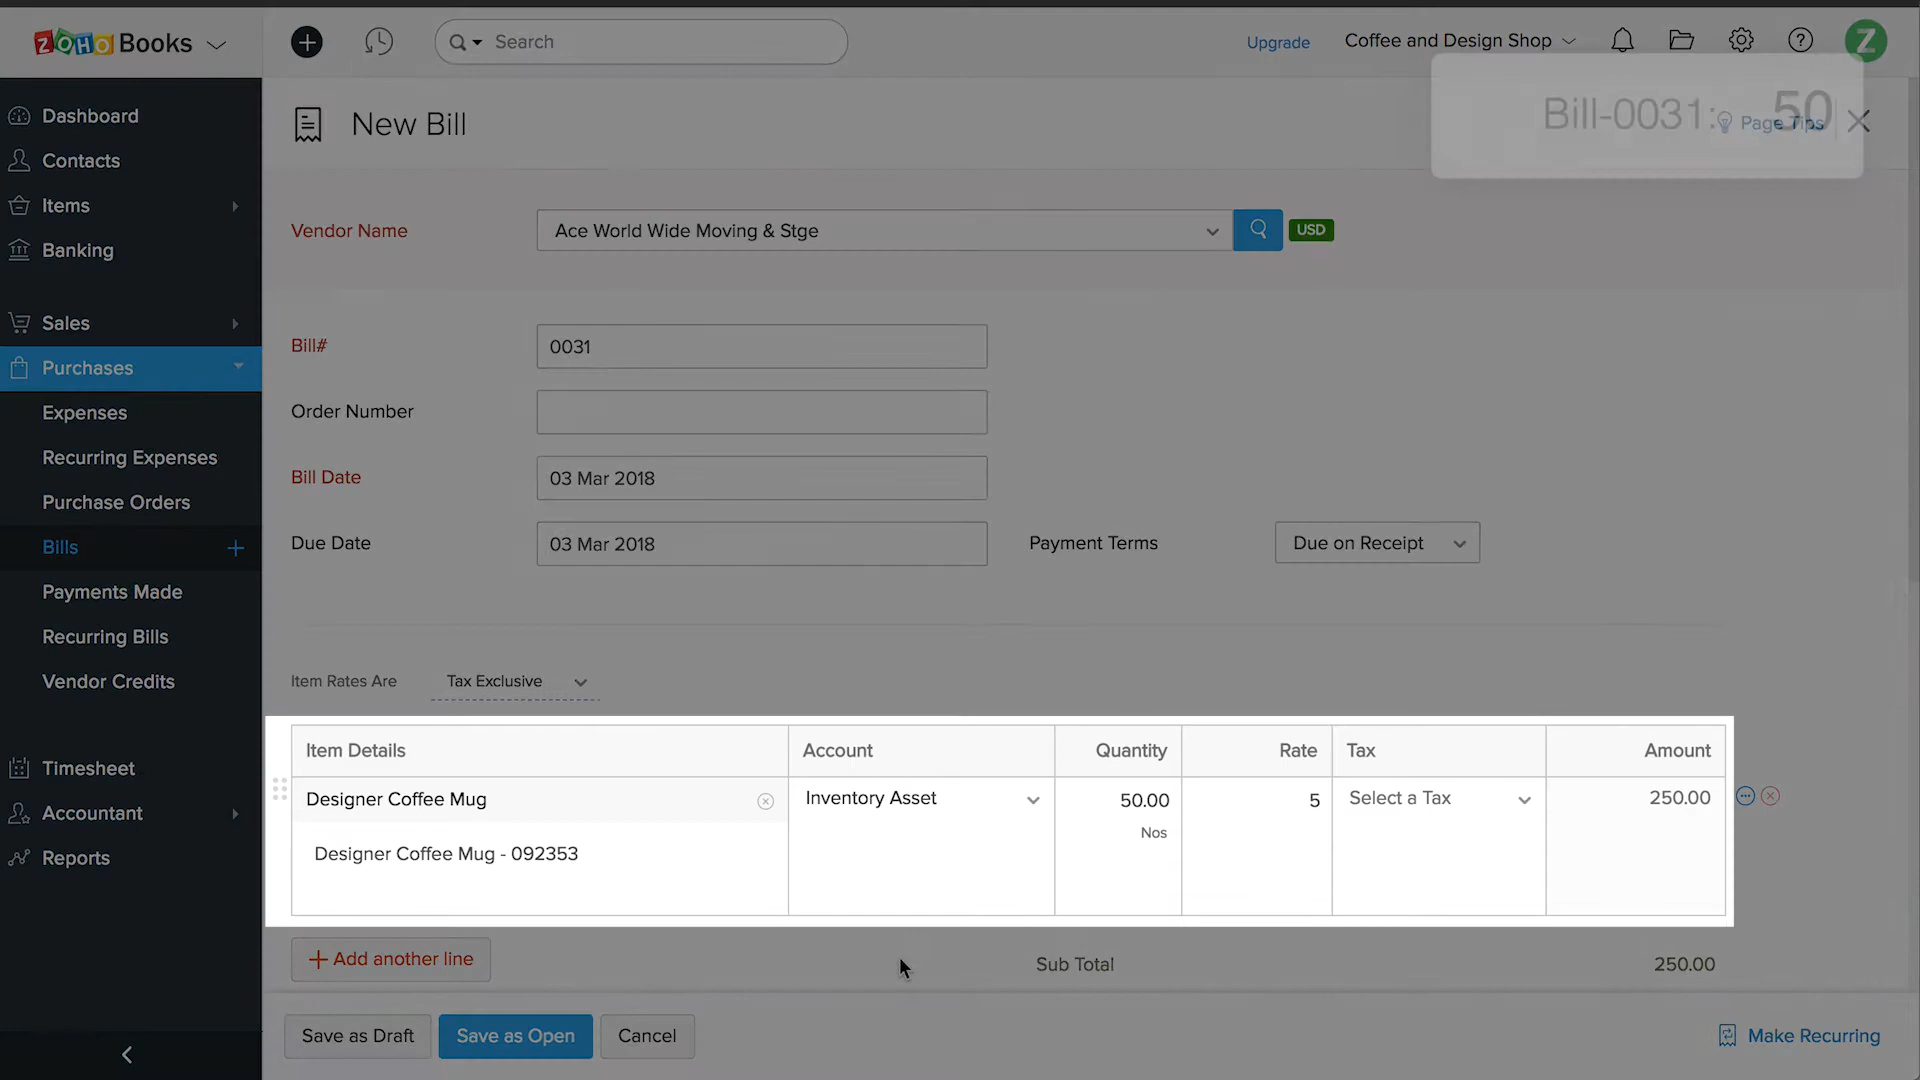 ZOHO Books
Search
Upgrade
Coffee and Design Shop
Z
Dashboard
Contacts
Items
Banking
Sales
Purchases
Expenses
Recurring Expenses
Purchase Orders
Bills
Payments Made
Recurring Bills
Vendor Credits
Timesheet
Accountant
Reports
New Bill
Bill-0031: 50
Page Tips
Vendor Name
Ace World Wide Moving & Stge
USD
Bill#
0031
Order Number
Bill Date
03 Mar 2018
Due Date
03 Mar 2018
Payment Terms
Due on Receipt
Item Rates Are
Tax Exclusive
Item Details
Account
Quantity
Rate
Tax
Amount
Designer Coffee Mug
Inventory Asset
50.00
5
Select a Tax
250.00
Nos
Designer Coffee Mug - 092353
Add another line
Sub Total
250.00
Save as Draft
Save as Open
Cancel
Make Recurring